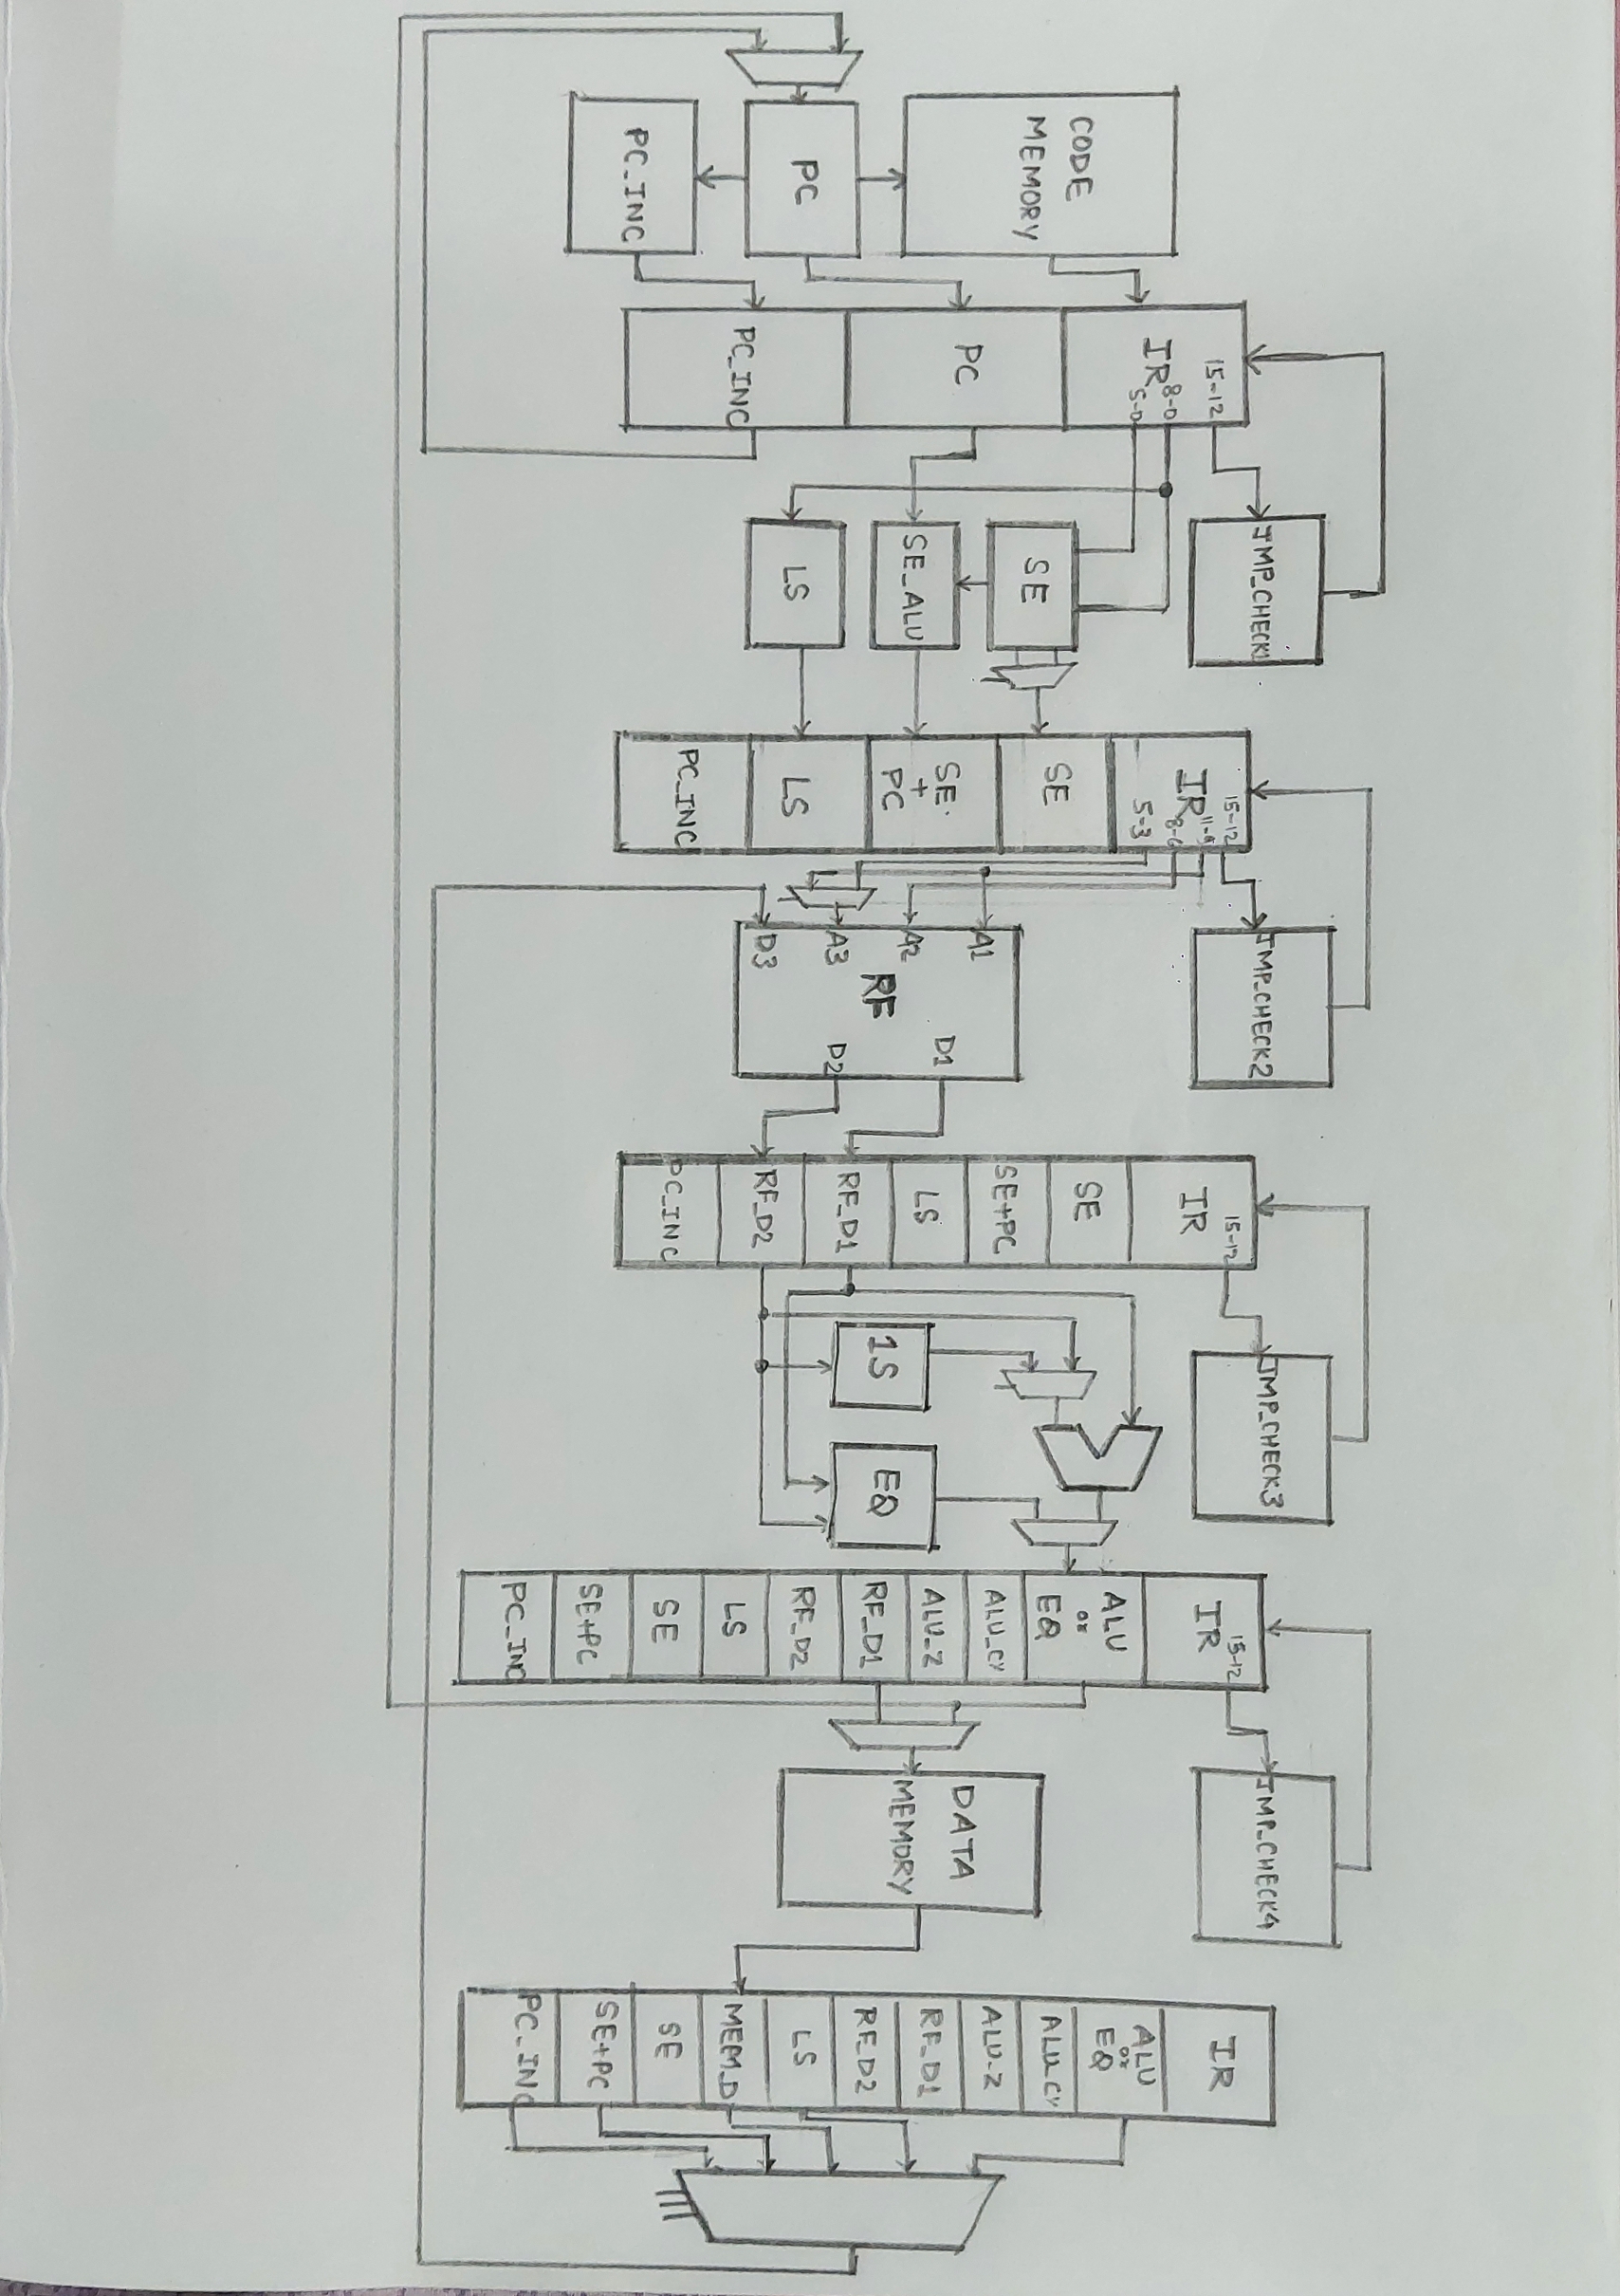 CODE
MEMORY
PC
PC_INC
15-12
IR
8-0
5-0
PC
PC_INC
JMP_CHECK1
SE
SE_ALU
LS
15-12
IR
11-9
8-6
5-3
SE
SE
+
PC
LS
PC_INC
JMP_CHECK2
A1
A2
A3
D3
RF
D1
D2
15-12
IR
SE
SE+PC
LS
RF_D1
RF_D2
PC_INC
JMP_CHECK3
1S
EQ
15-12
IR
ALU
or
EQ
ALU_CY
ALU_Z
RF_D1
RF_D2
LS
SE
SE+PC
PC_INC
JMP_CHECK4
DATA
MEMORY
IR
ALU
or
EQ
ALU_CY
ALU-Z
RF_D1
RF_D2
LS
MEM_D
SE
SE+PC
PC_INC